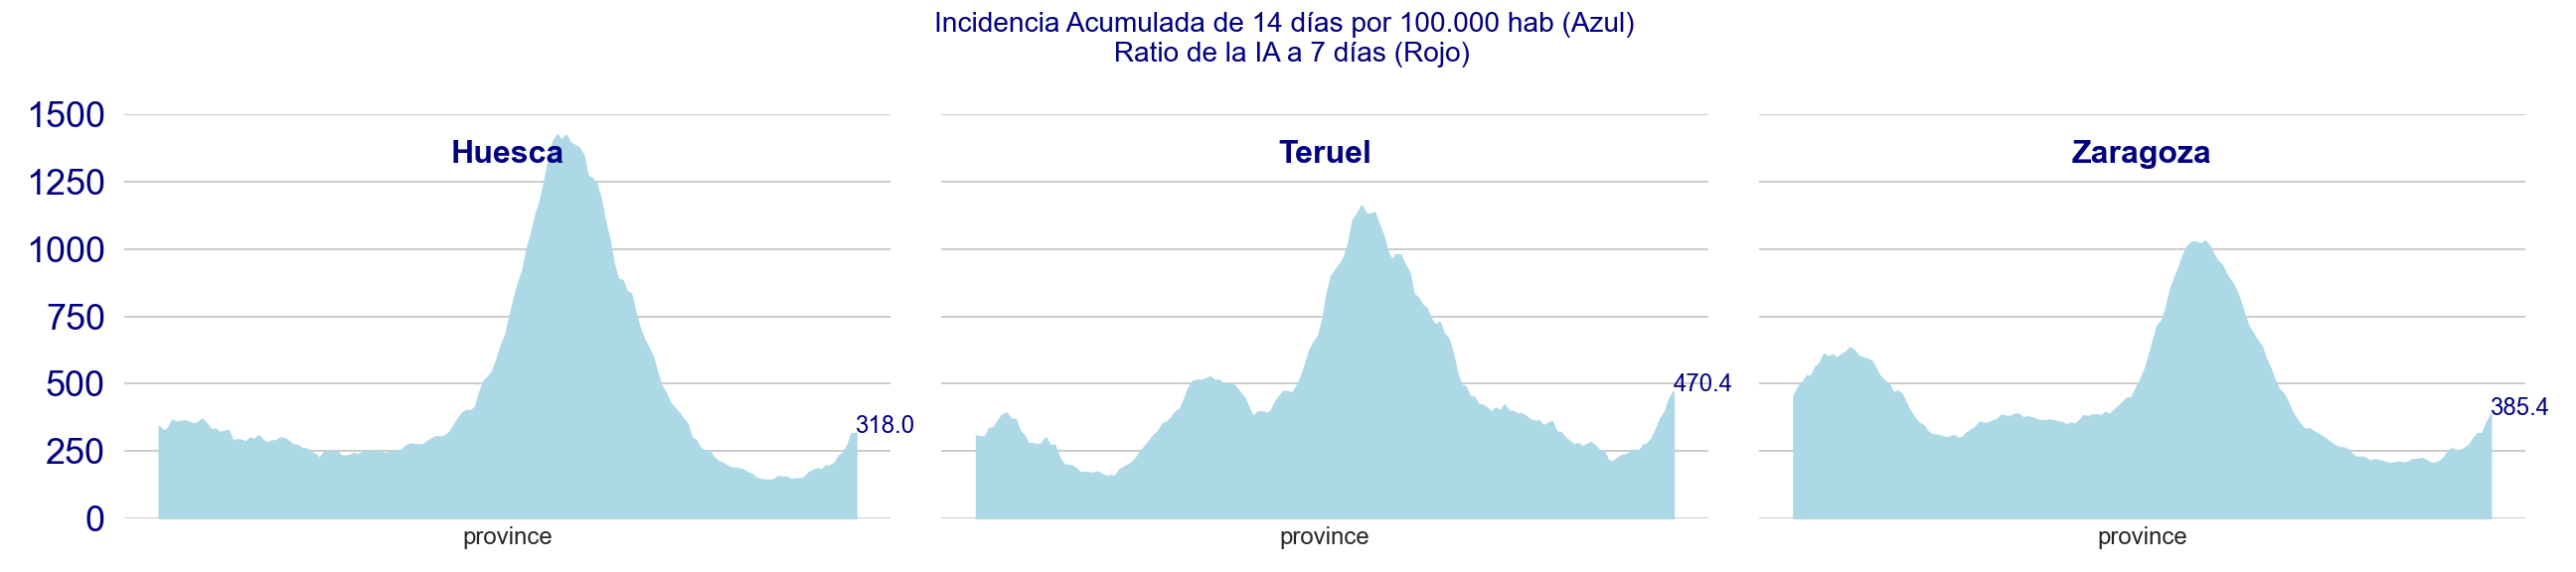 Incidencia Acumulada de 14 días por 100.000 hab (Azul)
Ratio de la IA a 7 días (Rojo)
1500
1250
1000
750
500
250
0
Huesca
318.0
province
Teruel
470.4
province
Zaragoza
385.4
province